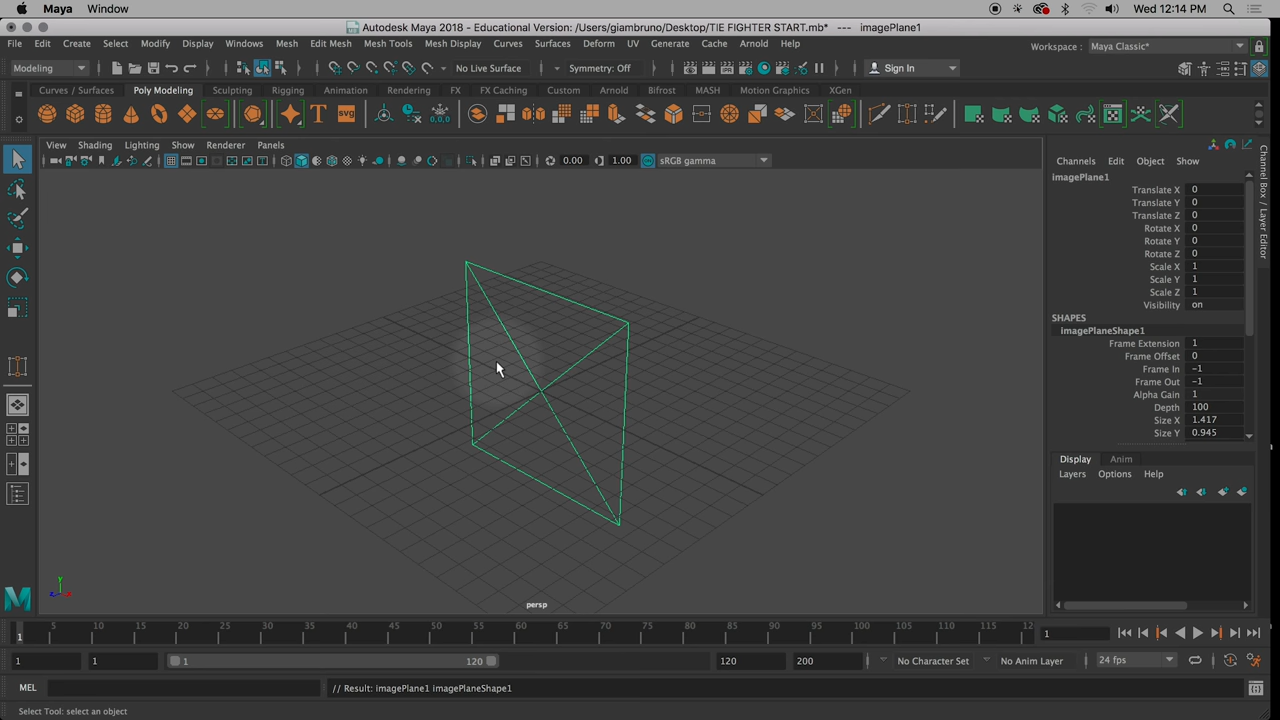 Maya Window Wed 12:14 PM
Autodesk Maya 2018 - Educational Version: /Users/giambruno/Desktop/TIE FIGHTER START.mb* --- imagePlane1
File Edit Create Select Modify Display Windows Mesh Edit Mesh Mesh Tools Mesh Display Curves Surfaces Deform UV Generate Cache Arnold Help Workspace : Maya Classic*
Modeling No Live Surface Symmetry: Off Sign In
Curves / Surfaces Poly Modeling Sculpting Rigging Animation Rendering FX FX Caching Custom Arnold Bifrost MASH Motion Graphics XGen
T SVG 0,0,0
View Shading Lighting Show Renderer Panels
0.00 1.00 sRGB gamma
Channels Edit Object Show
imagePlane1
Translate X 0
Translate Y 0
Translate Z 0
Rotate X 0
Rotate Y 0
Rotate Z 0
Scale X 1
Scale Y 1
Scale Z 1
Visibility on
SHAPES
imagePlaneShape1
Frame Extension 1
Frame Offset 0
Frame In -1
Frame Out -1
Alpha Gain 1
Depth 100
Size X 1.417
Size Y 0.945
Channel Box / Layer Editor
Display Anim
Layers Options Help
persp
1 5 10 15 20 25 30 35 40 45 50 55 60 65 70 75 80 85 90 95 100 105 110 115 12 1
1 1 1 120 120 200 No Character Set No Anim Layer 24 fps
MEL // Result: imagePlane1 imagePlaneShape1
Select Tool: select an object